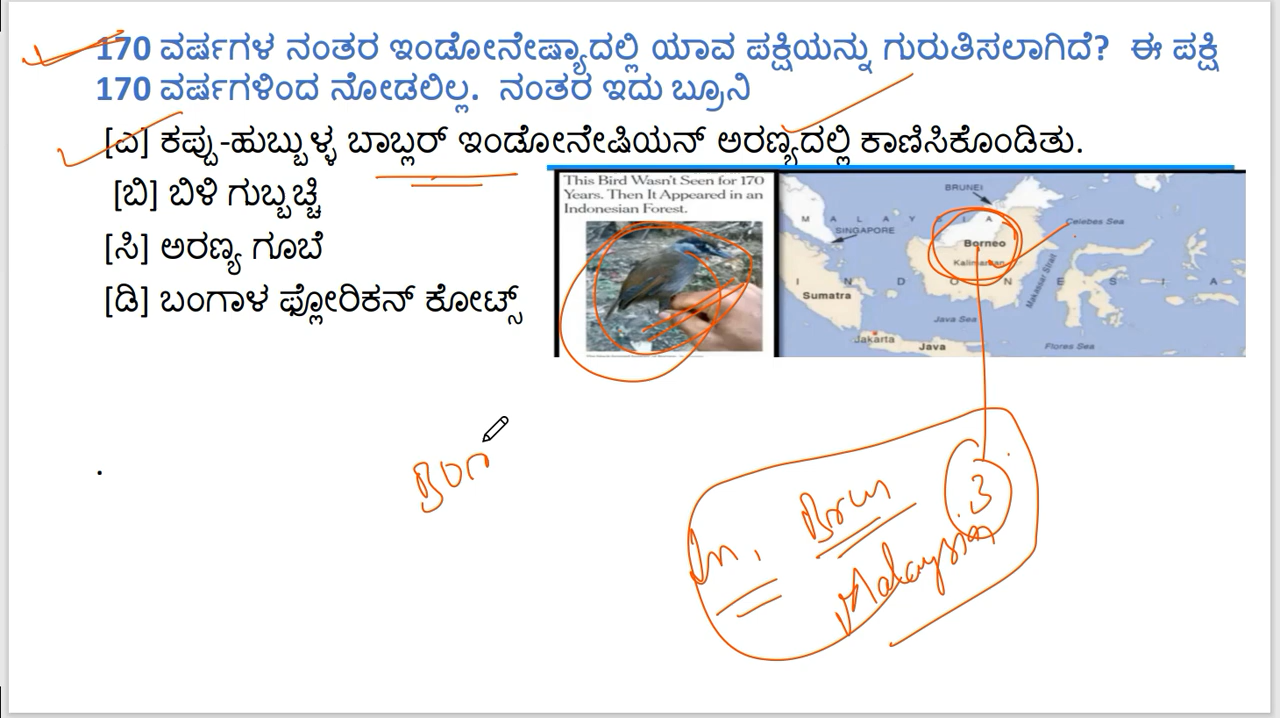 170 ವರ್ಷಗಳ ನಂತರ ಇಂಡೋನೇಷ್ಯಾದಲ್ಲಿ ಯಾವ ಪಕ್ಷಿಯನ್ನು ಗುರುತಿಸಲಾಗಿದೆ? ಈ ಪಕ್ಷಿ
170 ವರ್ಷಗಳಿಂದ ನೋಡಲಿಲ್ಲ. ನಂತರ ಇದು ಬ್ರೂನಿ
[ಎ] ಕಪ್ಪು-ಹುಬ್ಬುಳ್ಳ ಬಾಬ್ಲರ್ ಇಂಡೋನೇಷಿಯನ್ ಅರಣ್ಯದಲ್ಲಿ ಕಾಣಿಸಿಕೊಂಡಿತು.
[ಬಿ] ಬಿಳಿ ಗುಬ್ಬಚ್ಚಿ
[ಸಿ] ಅರಣ್ಯ ಗೂಬೆ
[ಡಿ] ಬಂಗಾಳ ಫ್ಲೋರಿಕನ್ ಕೋಟ್ಸ್
This Bird Wasn't Seen for 170
Years. Then It Appeared in an
Indonesian Forest.
BRUNEI
MALAYSIA
SINGAPORE
Celebes Sea
Borneo
Kalimantan
Makassar Strait
INDONESIA
Sumatra
Java Sea
Jakarta
Java
Flores Sea
Bor
3
In. Brun
Malaysia